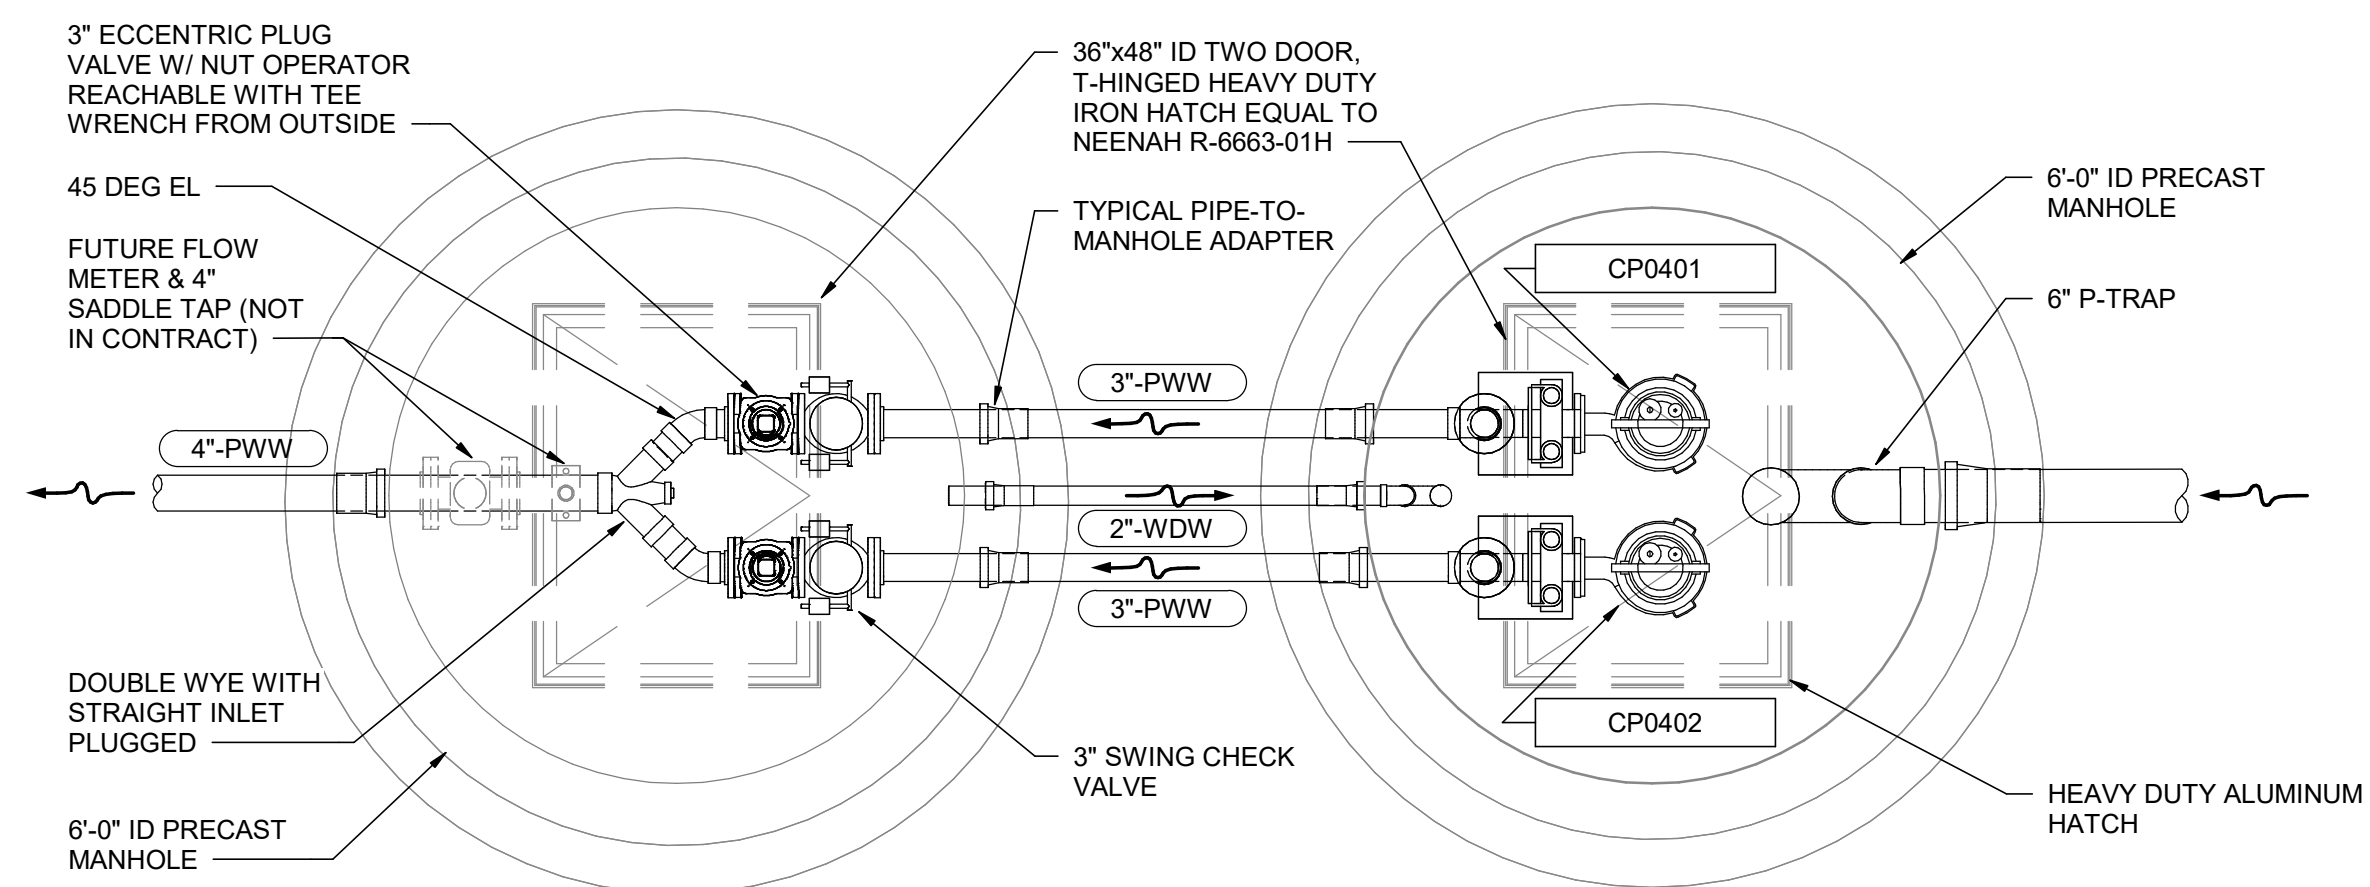 3" ECCENTRIC PLUG
VALVE W/ NUT OPERATOR
REACHABLE WITH TEE
WRENCH FROM OUTSIDE
45 DEG EL
FUTURE FLOW
METER & 4"
SADDLE TAP (NOT
IN CONTRACT)
4"-PWW
DOUBLE WYE WITH
STRAIGHT INLET
PLUGGED
6'-0" ID PRECAST
MANHOLE
36"x48" ID TWO DOOR,
T-HINGED HEAVY DUTY
IRON HATCH EQUAL TO
NEENAH R-6663-01H
TYPICAL PIPE-TO-
MANHOLE ADAPTER
3"-PWW
2"-WDW
3"-PWW
3" SWING CHECK
VALVE
CP0401
CP0402
6'-0" ID PRECAST
MANHOLE
6" P-TRAP
HEAVY DUTY ALUMINUM
HATCH